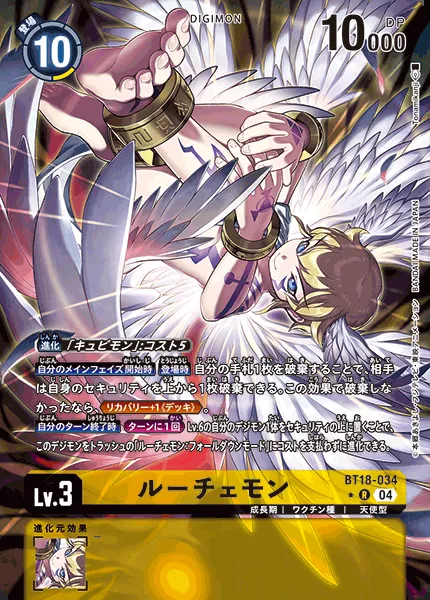 DIGIMON
登場
10
10000
DP
進化 「キュピモン」:コスト5
自分のメインフェイズ開始時 登場時 自分の手札1枚を破棄することで、相手
は自身のセキュリティを上から1枚破棄できる。この効果で破棄しな
かったなら、リカバリー+1《デッキ》。
自分のターン終了時 ターンに1回 Lv.6の自分のデジモン1体をセキュリティの上に置くことで、
このデジモンをトラッシュの「ルーチェモン:フォールダウンモード」にコストを支払わずに進化できる。
BANDAI MADE IN JAPAN
Lv.3
ルーチェモン
BT18-034
R 04
成長期 | ワクチン種 | 天使型
進化元効果